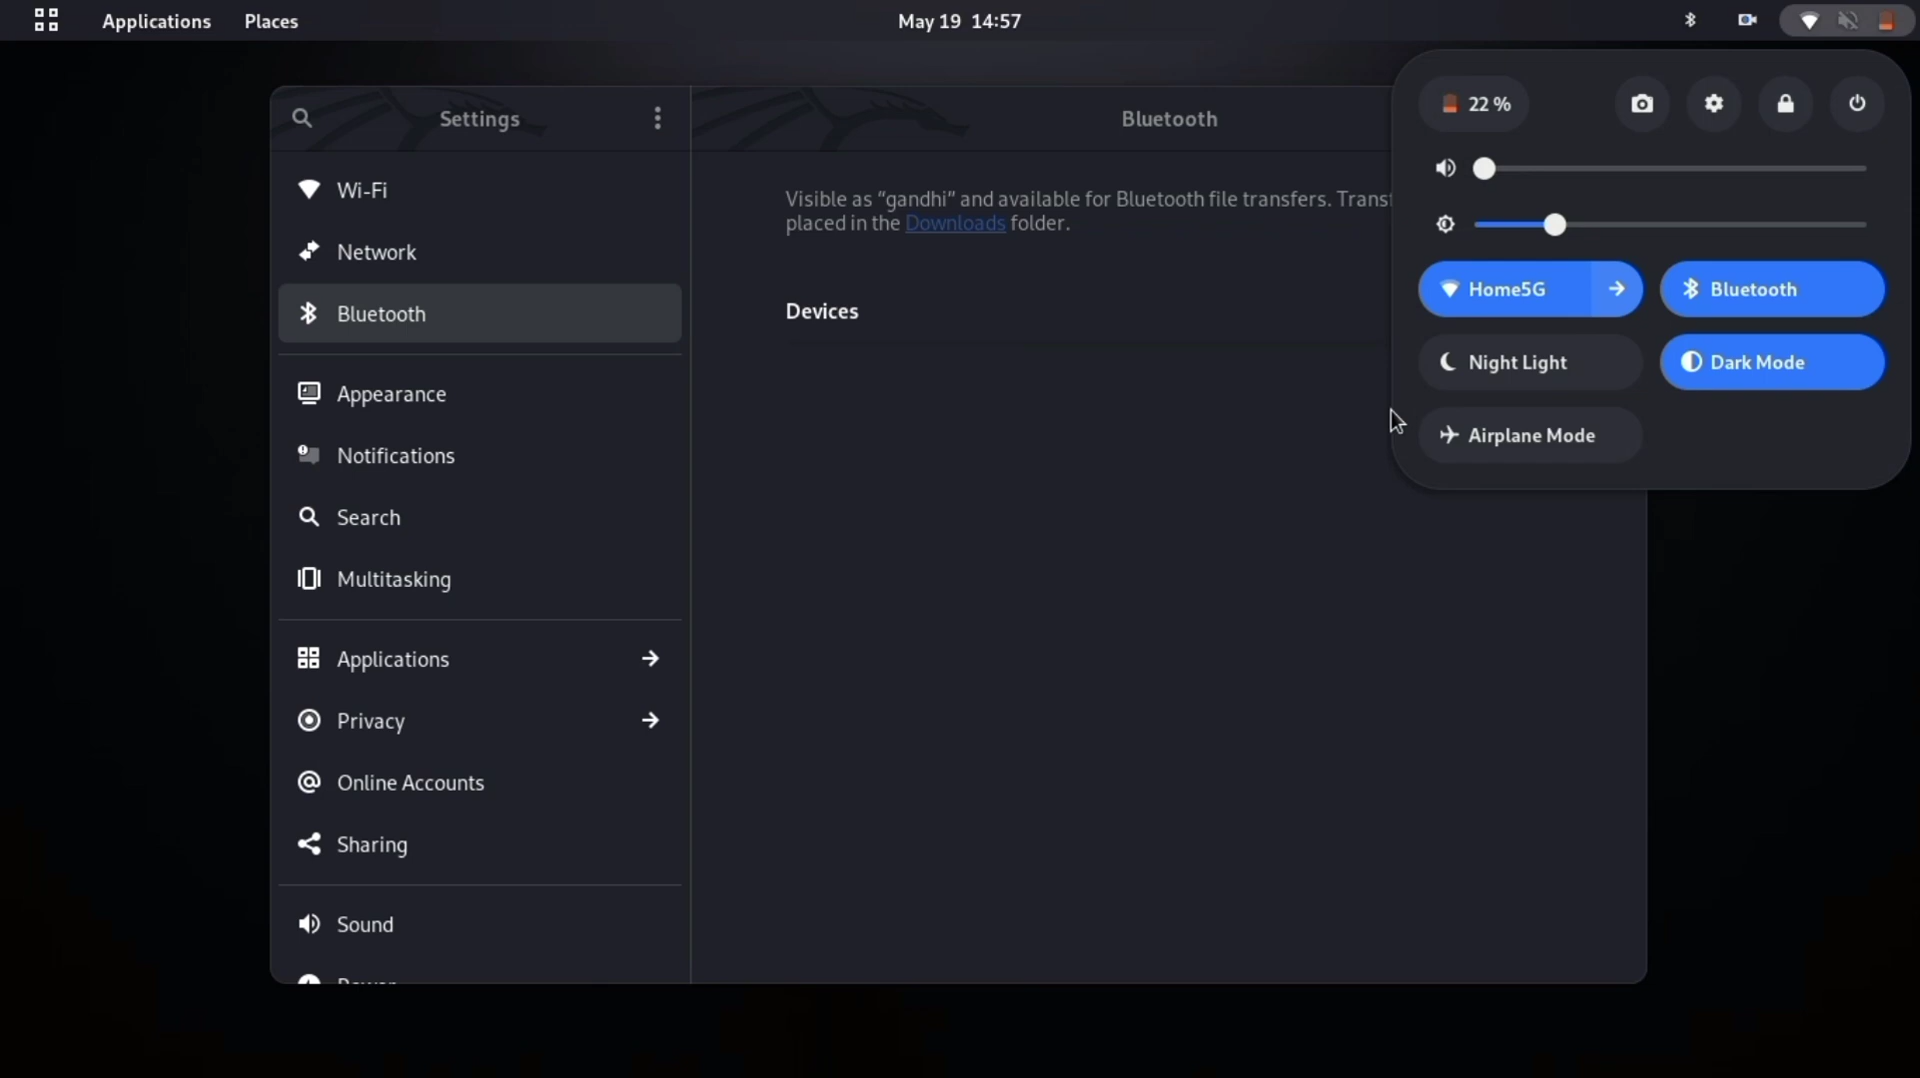 Applications Places May 19 14:57
22 %
Settings
Bluetooth
Wi-Fi
Network
Bluetooth
Appearance
Notifications
Search
Multitasking
Applications
Privacy
Online Accounts
Sharing
Sound
Visible as “gandhi” and available for Bluetooth file transfers.
placed in the Downloads folder.
Devices
Home5G
Bluetooth
Night Light
Dark Mode
Airplane Mode